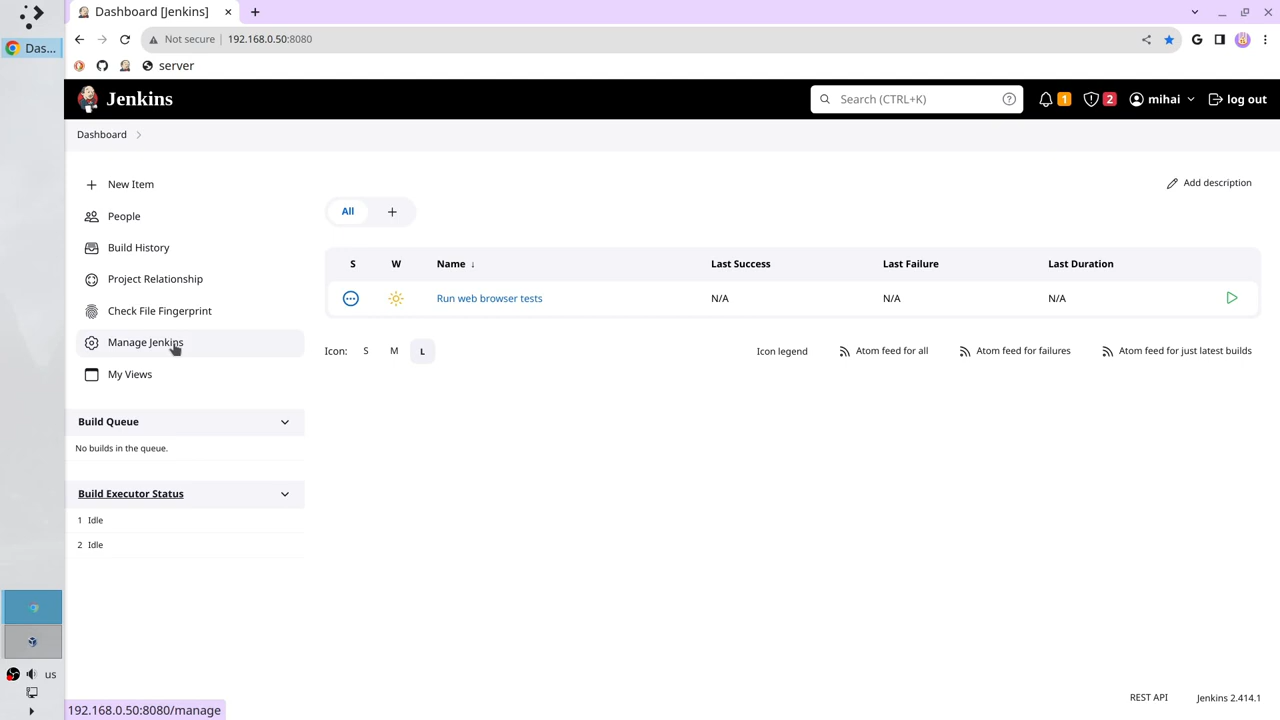 Dashboard [Jenkins]
Das...
Not secure
192.168.0.50:8080
server
Jenkins
Search (CTRL+K)
1
2
mihai
log out
Dashboard
New Item
People
Build History
Project Relationship
Check File Fingerprint
Manage Jenkins
My Views
Build Queue
No builds in the queue.
Build Executor Status
1 Idle
2 Idle
Add description
All
S W Name ↓ Last Success Last Failure Last Duration
Run web browser tests N/A N/A N/A
Icon: S M L
Icon legend
Atom feed for all
Atom feed for failures
Atom feed for just latest builds
us
REST API
Jenkins 2.414.1
192.168.0.50:8080/manage